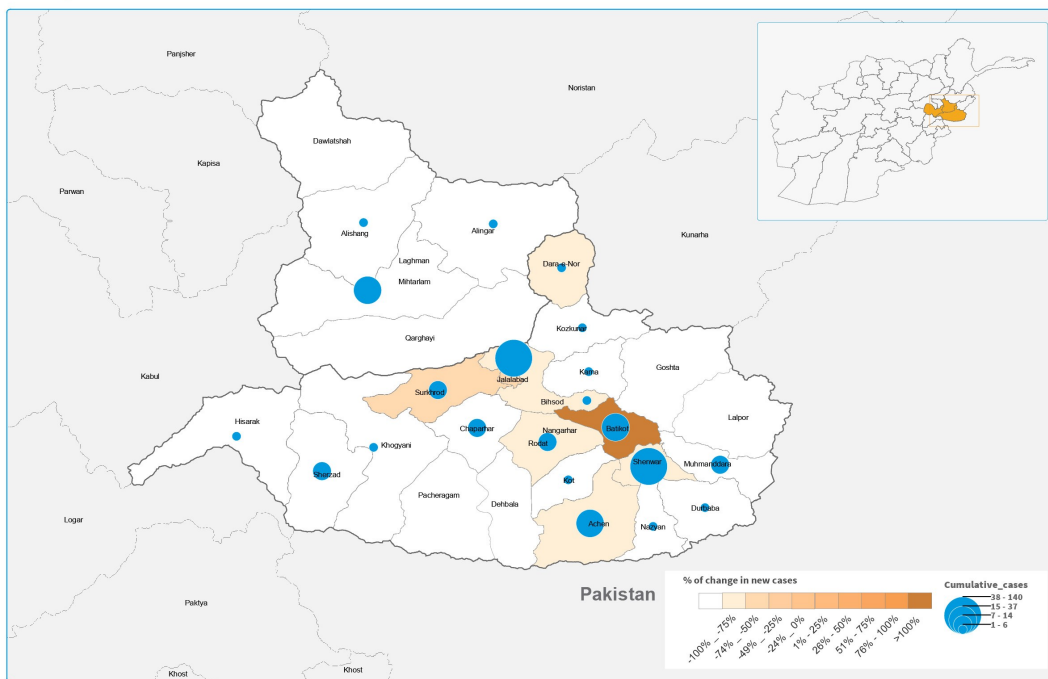 Panjsher
Noristan
Dawlatshah
Kapisa
Parwan
Alishang
Alingar
Kunarha
Laghman
Dara-e-Nor
Mihtarlam
Kozkunar
Qarghayi
Goshta
Kabul
Kama
Jalalabad
Surkhrod
Bihsod
Lalpor
Hisarak
Chaparhar
Batikot
Nangarhar
Khogyani
Rodat
Shenwar
Muhmanddara
Sherzad
Kot
Pacheragam
Dehbala
Durbaba
Logar
Achen
Nazyan
Pakistan
Paktya
Khost
Khost
% of change in new cases
-100% - -75%
-74% - -50%
-49% - -25%
-24% - 0%
1% - 25%
26% - 50%
51% - 75%
76% - 100%
>100%
Cumulative_cases
38 - 140
15 - 37
7 - 14
1 - 6